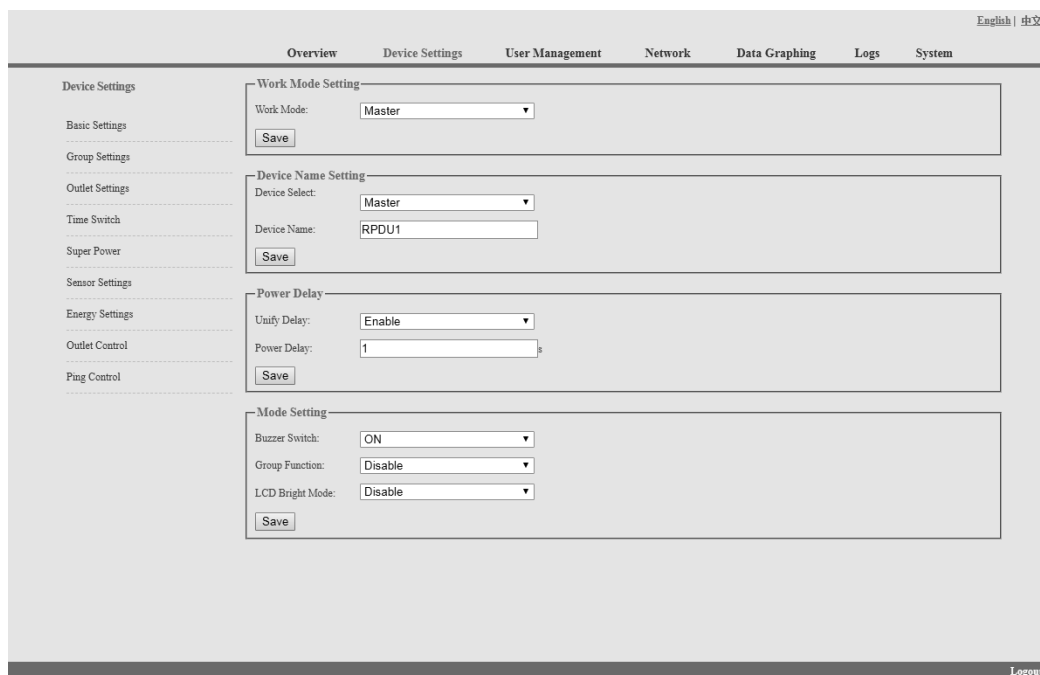 English | 中文
Overview Device Settings User Management Network Data Graphing Logs System
Device Settings
Basic Settings
Group Settings
Outlet Settings
Time Switch
Super Power
Sensor Settings
Energy Settings
Outlet Control
Ping Control
Work Mode Setting
Work Mode: Master
Save
Device Name Setting
Device Select: Master
Device Name: RPDU1
Save
Power Delay
Unify Delay: Enable
Power Delay: 1 s
Save
Mode Setting
Buzzer Switch: ON
Group Function: Disable
LCD Bright Mode: Disable
Save
Logou